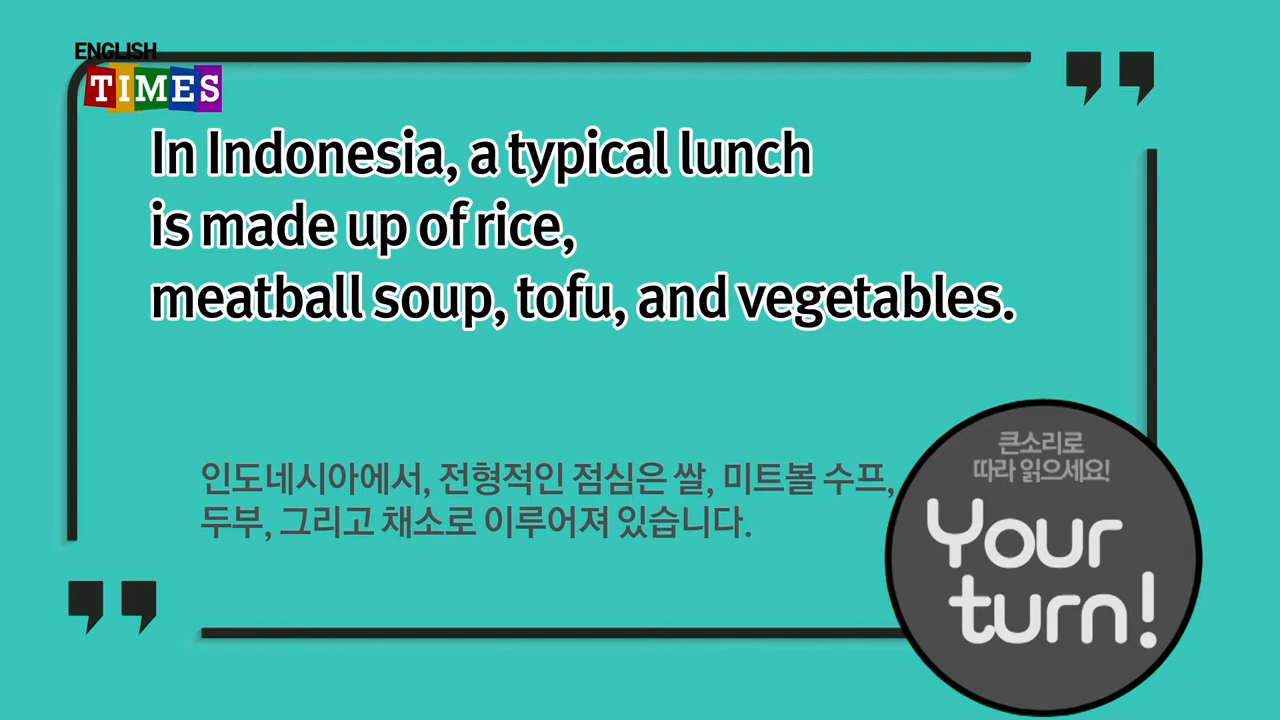 ENGLISH
TIMES
In Indonesia, a typical lunch
is made up of rice,
meatball soup, tofu, and vegetables.
인도네시아에서, 전형적인 점심은 쌀, 미트볼 수프,
두부, 그리고 채소로 이루어져 있습니다.
큰소리로
따라 읽으세요!
Your
turn!